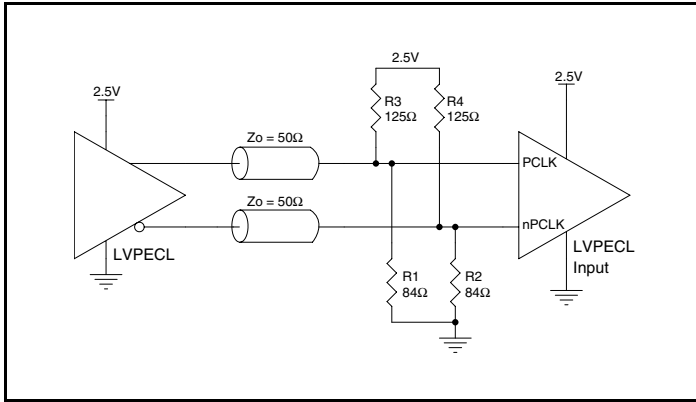 2.5V
2.5V
2.5V
R3
125Ω
R4
125Ω
Zo = 50Ω
PCLK
Zo = 50Ω
nPCLK
LVPECL
LVPECL
Input
R1
84Ω
R2
84Ω